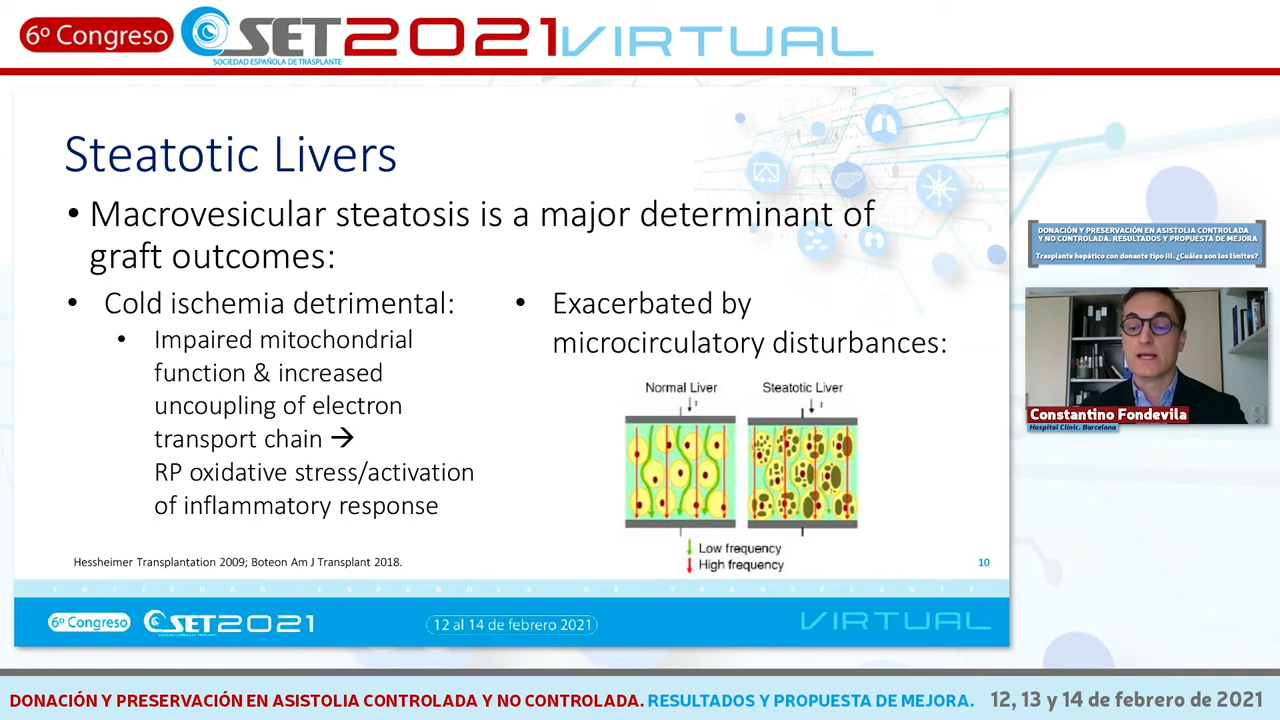 6º Congreso SET2021 VIRTUAL
SOCIEDAD ESPAÑOLA DE TRASPLANTE
Steatotic Livers
• Macrovesicular steatosis is a major determinant of
graft outcomes:
• Cold ischemia detrimental:
• Impaired mitochondrial
function & increased
uncoupling of electron
transport chain →
RP oxidative stress/activation
of inflammatory response
• Exacerbated by
microcirculatory disturbances:
Normal Liver
Steatotic Liver
Low frequency
High frequency
Hessheimer Transplantation 2009; Boteon Am J Transplant 2018.
10
SOCIEDAD ESPAÑOLA DE TRASPLANTE
6º Congreso SET2021
12 al 14 de febrero 2021
VIRTUAL
DONACIÓN Y PRESERVACIÓN EN ASISTOLIA CONTROLADA
Y NO CONTROLADA. RESULTADOS Y PROPUESTA DE MEJORA
Trasplante hepático con donante tipo III. ¿Cuáles son los límites?
Constantino Fondevila
Hospital Clínic. Barcelona
DONACIÓN Y PRESERVACIÓN EN ASISTOLIA CONTROLADA Y NO CONTROLADA. RESULTADOS Y PROPUESTA DE MEJORA. 12, 13 y 14 de febrero de 2021